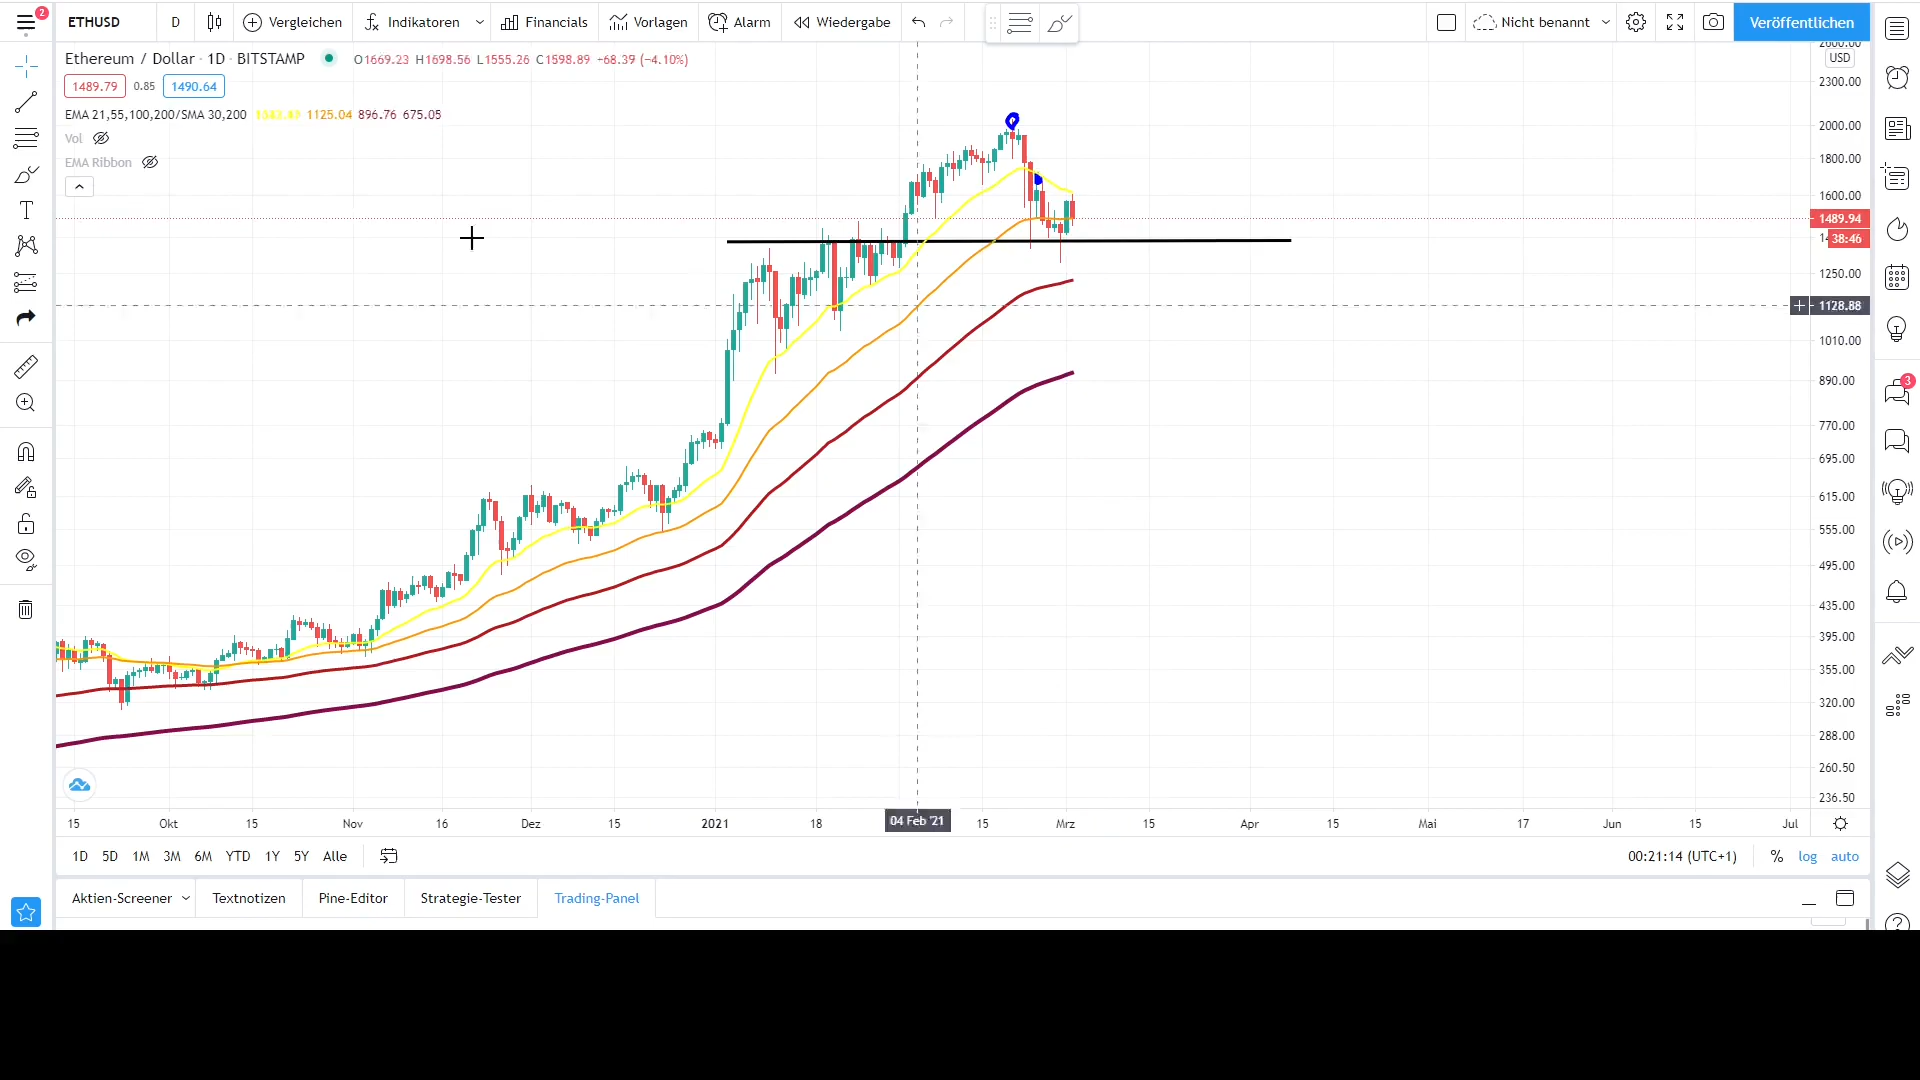 2
ETHUSD D Vergleichen Indikatoren Financials Vorlagen Alarm Wiedergabe Nicht benannt Veröffentlichen
Ethereum / Dollar · 1D · BITSTAMP O1669.23 H1698.56 L1555.26 C1598.89 +68.39 (−4.10%)
1489.79 0.85 1490.64
EMA 21,55,100,200/SMA 30,200 1125.04 896.76 675.05
Vol
EMA Ribbon
USD
2300.00
2000.00
1800.00
1600.00
1489.94
38:46
1250.00
1128.88
1010.00
890.00
3
770.00
695.00
615.00
555.00
495.00
435.00
395.00
355.00
320.00
288.00
260.50
236.50
15 Okt 15 Nov 16 Dez 15 2021 18 04 Feb '21 15 Mrz 15 Apr 15 Mai 17 Jun 15 Jul
1D 5D 1M 3M 6M YTD 1Y 5Y Alle 00:21:14 (UTC+1) % log auto
Aktien-Screener Textnotizen Pine-Editor Strategie-Tester Trading-Panel